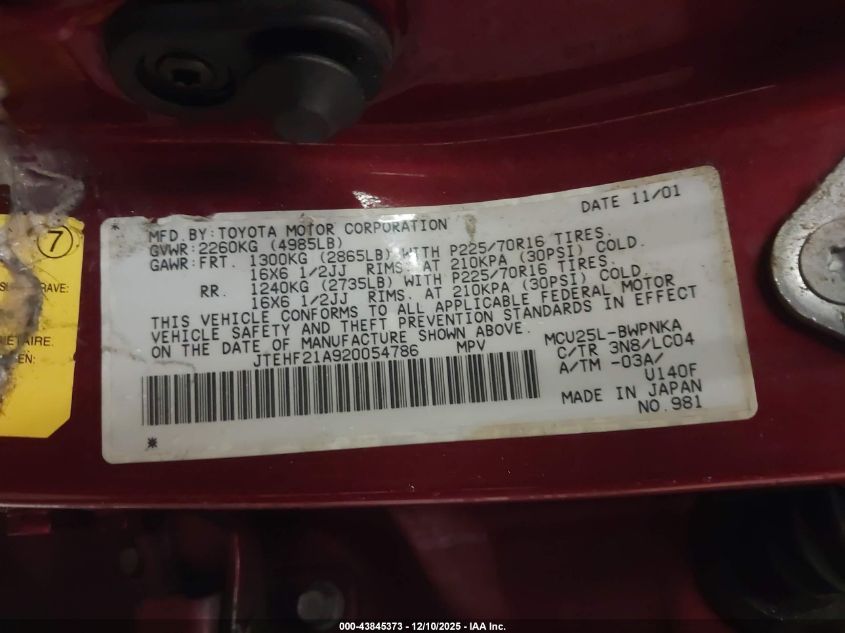 DATE 11/01
MFD. BY: TOYOTA MOTOR CORPORATION
GVWR: 2260KG (4985LB)
GAWR: FRT. 1300KG (2865LB) WITH P225/70R16 TIRES.
16X6 1/2JJ RIMS. AT 210KPA (30PSI) COLD.
RR. 1240KG (2735LB) WITH P225/70R16 TIRES.
16X6 1/2JJ RIMS. AT 210KPA (30PSI) COLD
THIS VEHICLE CONFORMS TO ALL APPLICABLE FEDERAL MOTOR
VEHICLE SAFETY AND THEFT PREVENTION STANDARDS IN EFFECT
ON THE DATE OF MANUFACTURE SHOWN ABOVE.
JTEHF21A920054786 MPV
MCU25L-BWPNKA
C/TR 3N8/LC04
A/TM -03A/
U140F
MADE IN JAPAN
NO.981
7
RAVE:
EN:
000-43845373 - 12/10/2025 - IAA Inc.